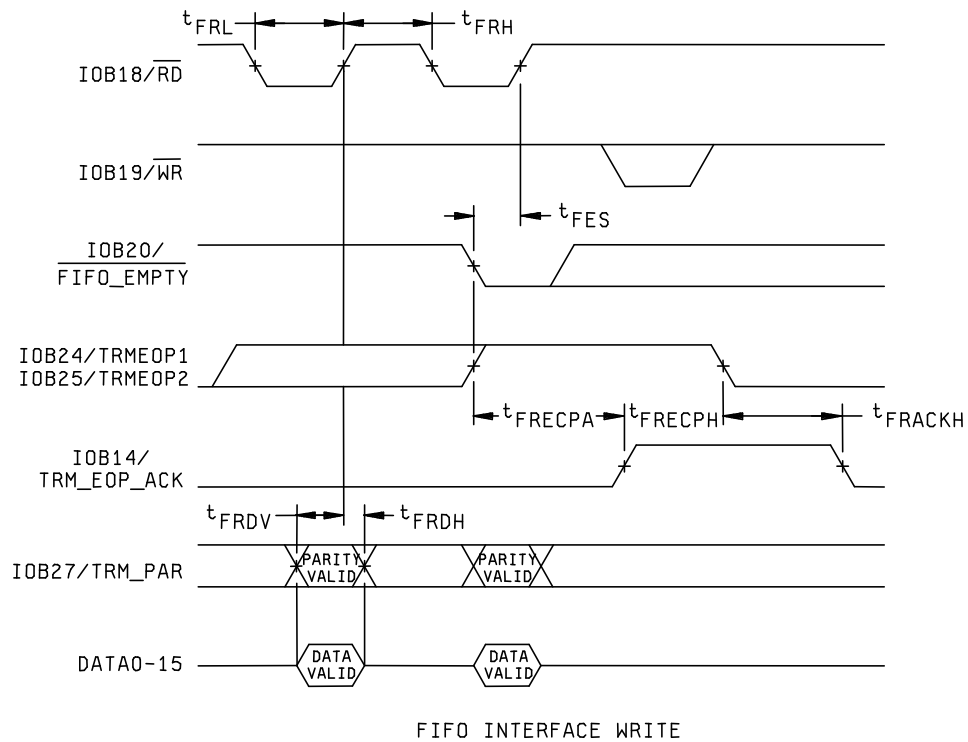 tFRL
tFRH
IOB18/RD
IOB19/WR
tFES
IOB20/
FIFO_EMPTY
IOB24/TRMEOP1
IOB25/TRMEOP2
tFRECPA
tFRECPH
tFRACKH
IOB14/
TRM_EOP_ACK
tFRDV
tFRDH
IOB27/TRM_PAR
PARITY
VALID
PARITY
VALID
DATA0-15
DATA
VALID
DATA
VALID
FIFO INTERFACE WRITE